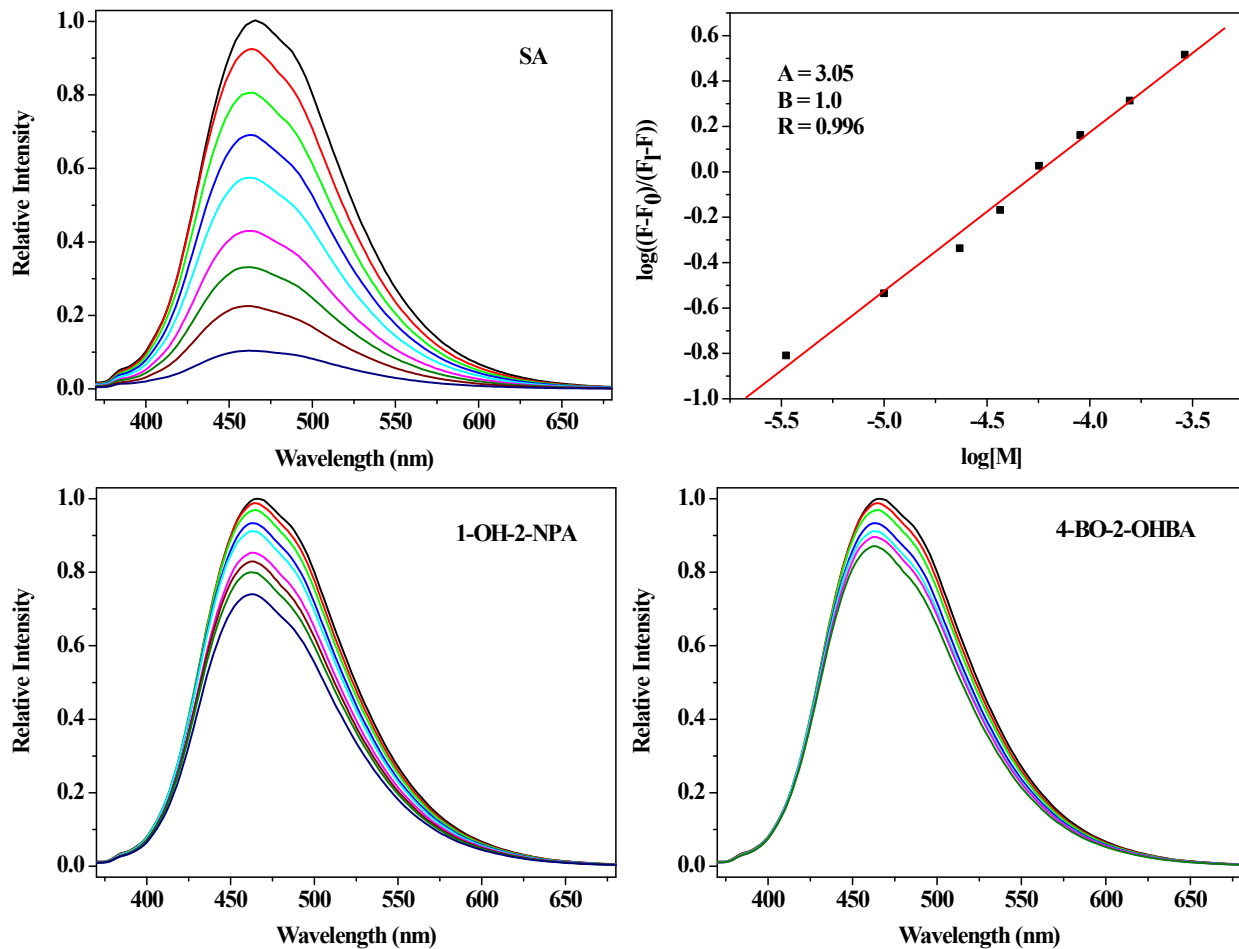 1.0
0.8
0.6
0.4
0.2
0.0
Relative Intensity
SA
400 450 500 550 600 650
Wavelength (nm)
0.6
0.4
0.2
0.0
-0.2
-0.4
-0.6
-0.8
-1.0
log((F-F0)/(FI-F))
A = 3.05
B = 1.0
R = 0.996
-5.5 -5.0 -4.5 -4.0 -3.5
log[M]
1.0
0.8
0.6
0.4
0.2
0.0
Relative Intensity
1-OH-2-NPA
400 450 500 550 600 650
Wavelength (nm)
1.0
0.8
0.6
0.4
0.2
0.0
Relative Intensity
4-BO-2-OHBA
400 450 500 550 600 650
Wavelength (nm)